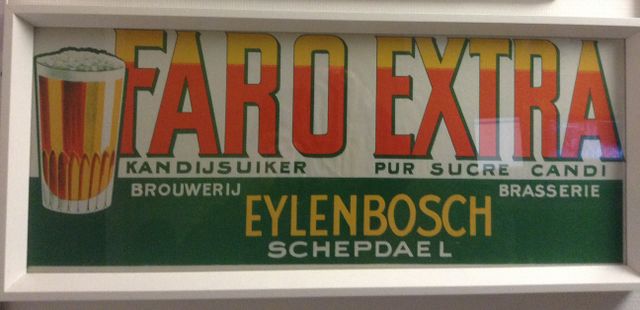 FARO EXTRA
KANDIJSUIKER PUR SUCRE CANDI
BROUWERIJ BRASSERIE
EYLENBOSCH
SCHEPDAEL